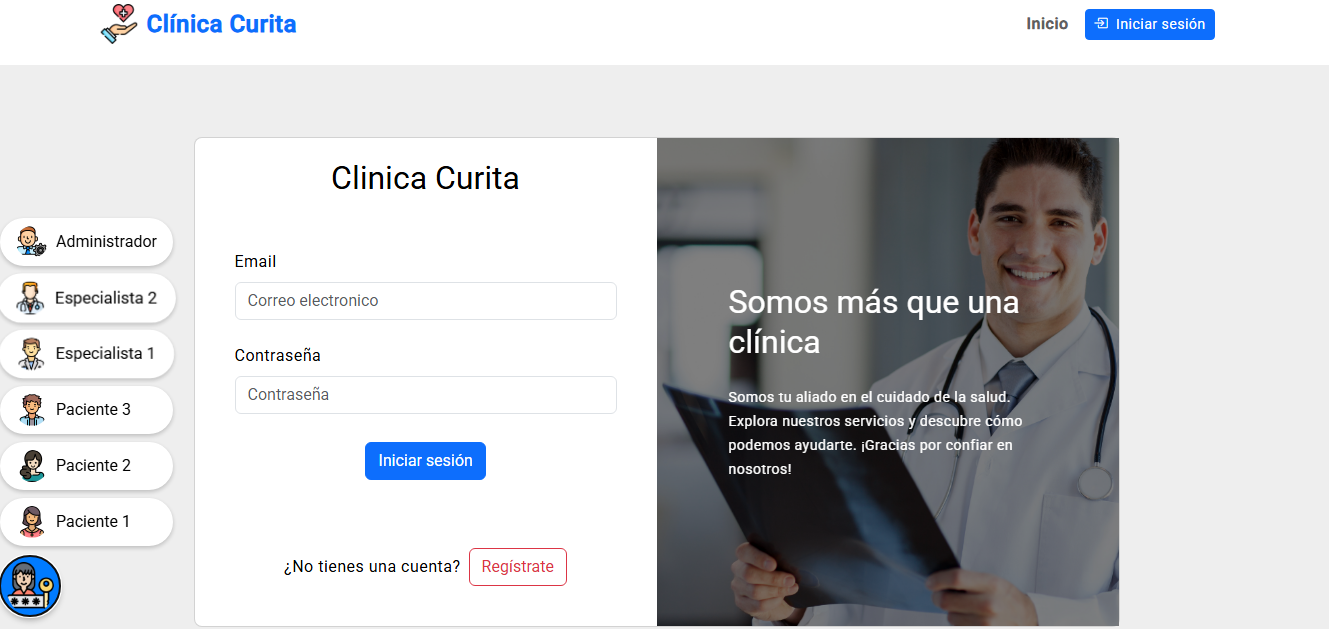 Clínica Curita
Inicio
Iniciar sesión
Clinica Curita
Email
Correo electronico
Contraseña
Contraseña
Iniciar sesión
¿No tienes una cuenta? Regístrate
Somos más que una
clínica
Somos tu aliado en el cuidado de la salud.
Explora nuestros servicios y descubre cómo
podemos ayudarte. ¡Gracias por confiar en
nosotros!
Administrador
Especialista 2
Especialista 1
Paciente 3
Paciente 2
Paciente 1